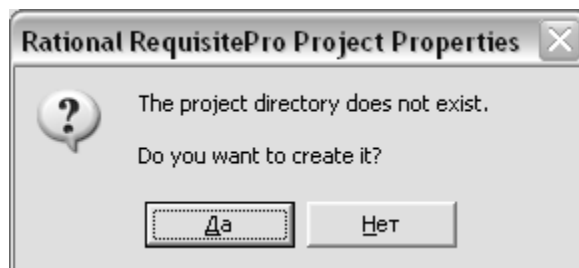 Rational RequisitePro Project Properties
The project directory does not exist.
Do you want to create it?
Да
Нет